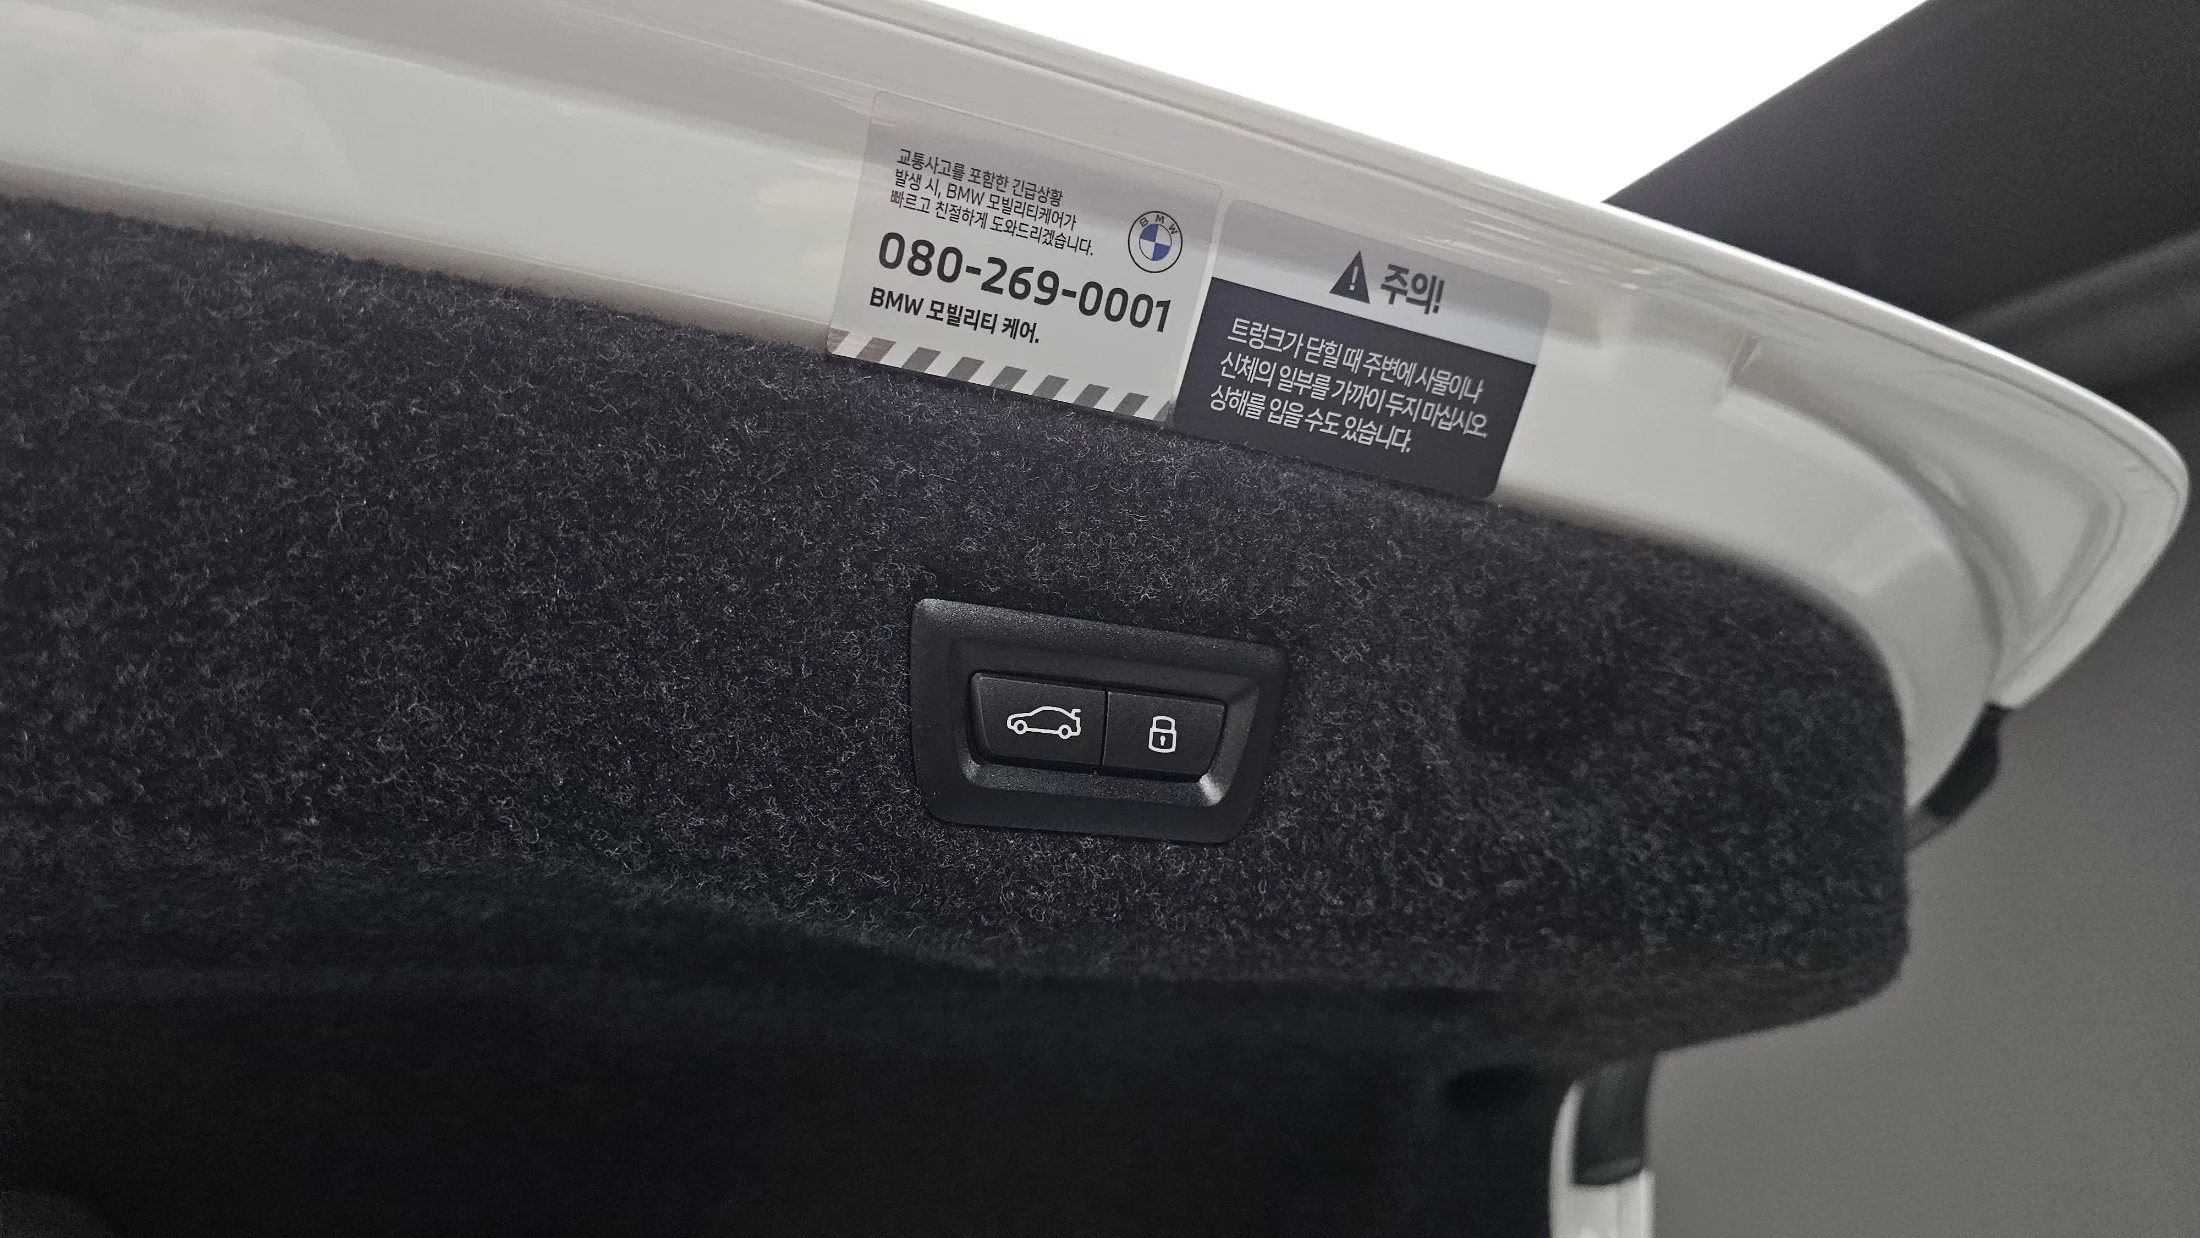 교통사고를 포함한 긴급상황
발생 시, BMW 모빌리티케어가
빠르고 친절하게 도와드리겠습니다.
BMW
080-269-0001
BMW 모빌리티 케어.
주의!
트렁크가 닫힐 때 주변에 사물이나
신체의 일부를 가까이 두지 마십시오.
상해를 입을 수도 있습니다.